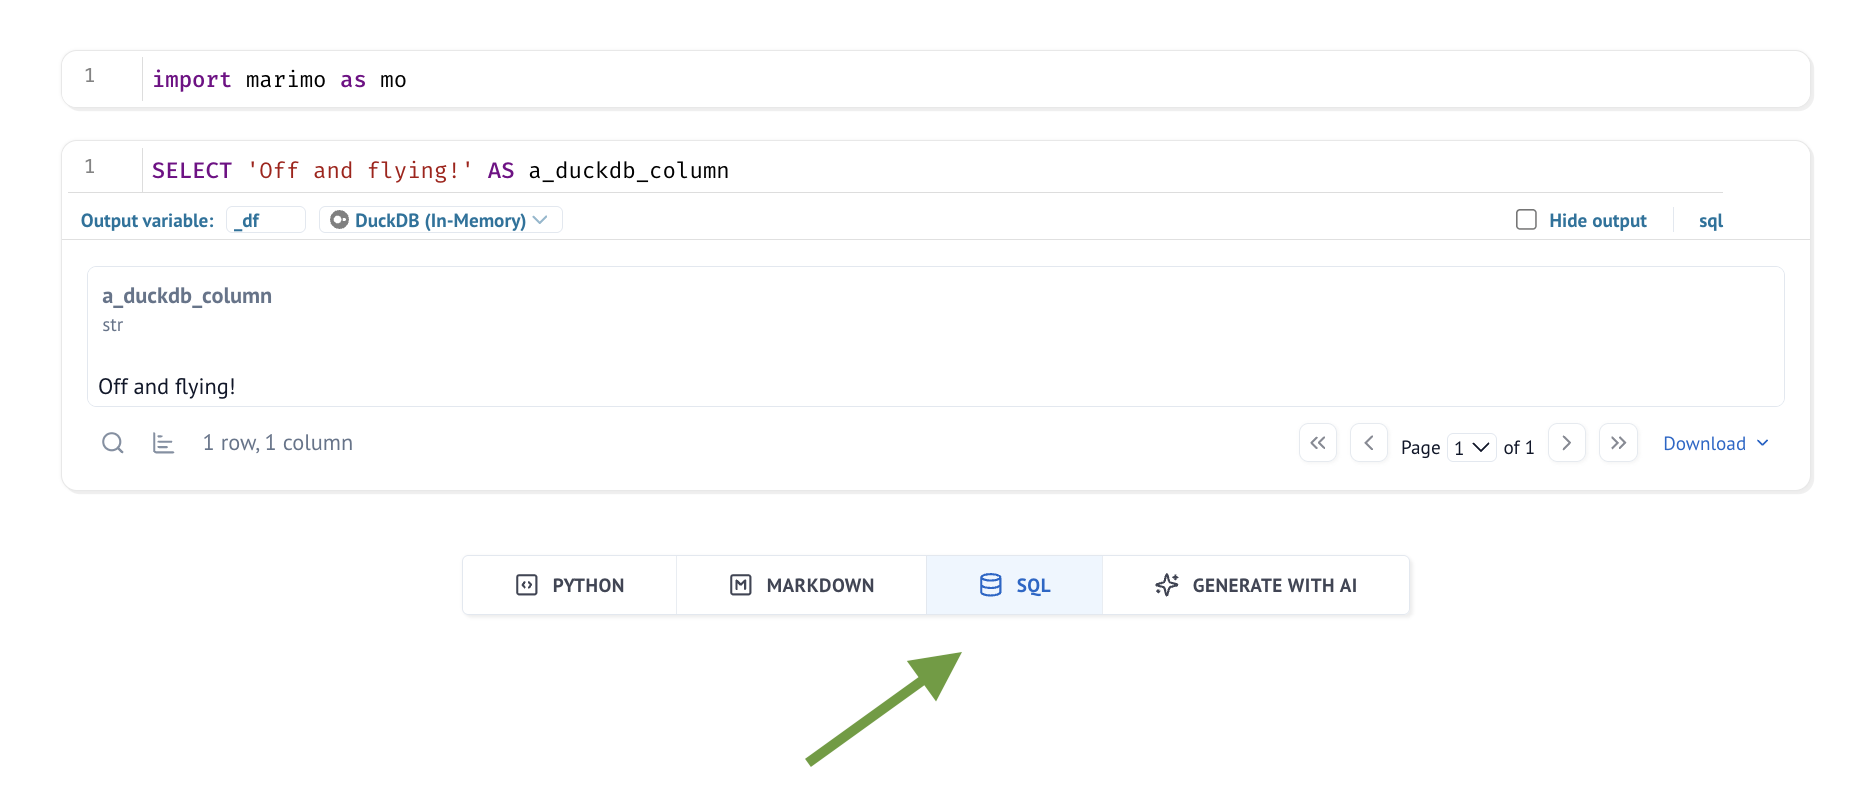 1 import marimo as mo
1 SELECT 'Off and flying!' AS a_duckdb_column
Output variable: _df DuckDB (In-Memory) Hide output sql
a_duckdb_column
str
Off and flying!
1 row, 1 column Page 1 of 1 Download
PYTHON MARKDOWN SQL GENERATE WITH AI